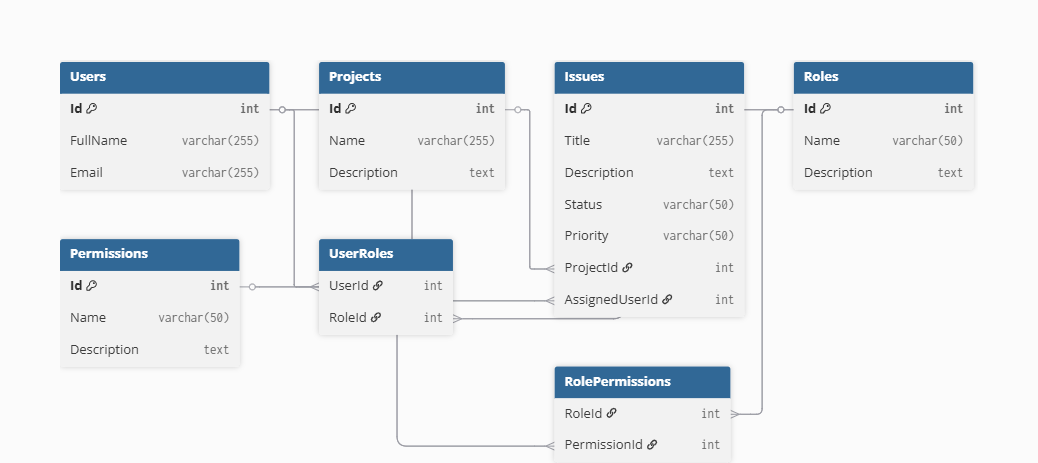 Users
Id int
FullName varchar(255)
Email varchar(255)
Projects
Id int
Name varchar(255)
Description text
Issues
Id int
Title varchar(255)
Description text
Status varchar(50)
Priority varchar(50)
ProjectId int
AssignedUserId int
Roles
Id int
Name varchar(50)
Description text
Permissions
Id int
Name varchar(50)
Description text
UserRoles
UserId int
RoleId int
RolePermissions
RoleId int
PermissionId int